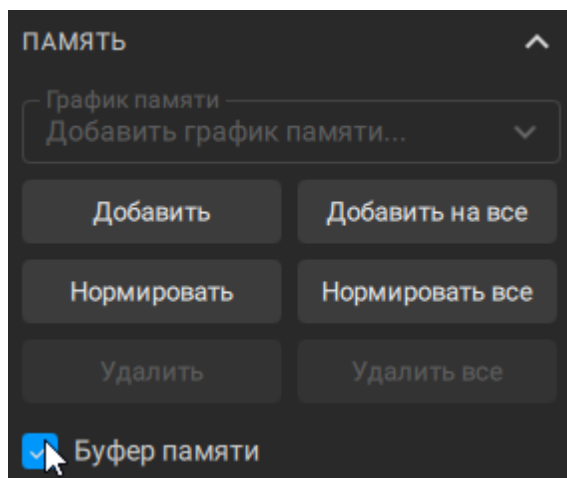 ПАМЯТЬ
График памяти
Добавить график памяти...
Добавить Добавить на все
Нормировать Нормировать все
Удалить Удалить все
Буфер памяти